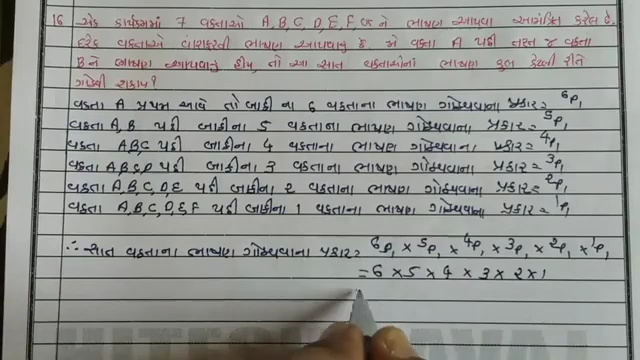 16 એક કાર્યક્રમમાં 7 વક્તાઓ A, B, C, D, E, F, G ને ભાષણ આપવા આમંત્રિત કરેલ છે.
દરેક વક્તાએ વારાફરતી ભાષણ આપવાનું છે. જો વક્તા A પછી તરત જ વક્તા
B ને ભાષણ આપવાનું હોય, તો આ સાત વક્તાઓનાં ભાષણ કુલ કેટલી રીતે
ગોઠવી શકાય?
વક્તા A પ્રથમ આવે તો બાકી ના 6 વક્તાના ભાષણ ગોઠવવાના પ્રકાર = ⁶P₁
વક્તા A, B પછી બાકીના 5 વક્તાના ભાષણ ગોઠવવાના પ્રકાર = ⁵P₁
વક્તા A,B,C પછી બાકીના 4 વક્તાના ભાષણ ગોઠવવાના પ્રકાર = ⁴P₁
વક્તા A,B,C,D પછી બાકીના 3 વક્તાના ભાષણ ગોઠવવાના પ્રકાર = ³P₁
વક્તા A, B, C, D, E પછી બાકીના 2 વક્તાના ભાષણ ગોઠવવાના પ્રકાર = ²P₁
વક્તા A, B, C, D, E, F પછી બાકીના 1 વક્તાના ભાષણ ગોઠવવાના પ્રકાર = ¹P₁
∴ સાત વક્તાના ભાષણ ગોઠવવાના પ્રકાર = ⁶P₁ × ⁵P₁ × ⁴P₁ × ³P₁ × ²P₁ × ¹P₁
= 6 × 5 × 4 × 3 × 2 × 1